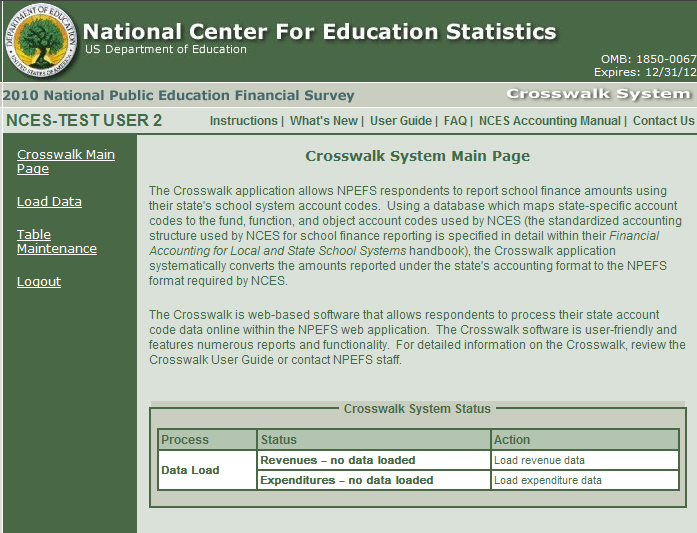 DEPARTMENT OF EDUCATION
UNITED STATES OF AMERICA
National Center For Education Statistics
US Department of Education
OMB: 1850-0067
Expires: 12/31/12
2010 National Public Education Financial Survey
Crosswalk System
NCES-TEST USER 2
Instructions | What's New | User Guide | FAQ | NCES Accounting Manual | Contact Us
Crosswalk Main
Page
Load Data
Table
Maintenance
Logout
Crosswalk System Main Page
The Crosswalk application allows NPEFS respondents to report school finance amounts using
their state's school system account codes. Using a database which maps state-specific account
codes to the fund, function, and object account codes used by NCES (the standardized accounting
structure used by NCES for school finance reporting is specified in detail within their Financial
Accounting for Local and State School Systems handbook), the Crosswalk application
systematically converts the amounts reported under the state's accounting format to the NPEFS
format required by NCES.
The Crosswalk is web-based software that allows respondents to process their state account
code data online within the NPEFS web application. The Crosswalk software is user-friendly and
features numerous reports and functionality. For detailed information on the Crosswalk, review the
Crosswalk User Guide or contact NPEFS staff.
Crosswalk System Status
Process Status Action
Data Load
Revenues – no data loaded Load revenue data
Expenditures – no data loaded Load expenditure data